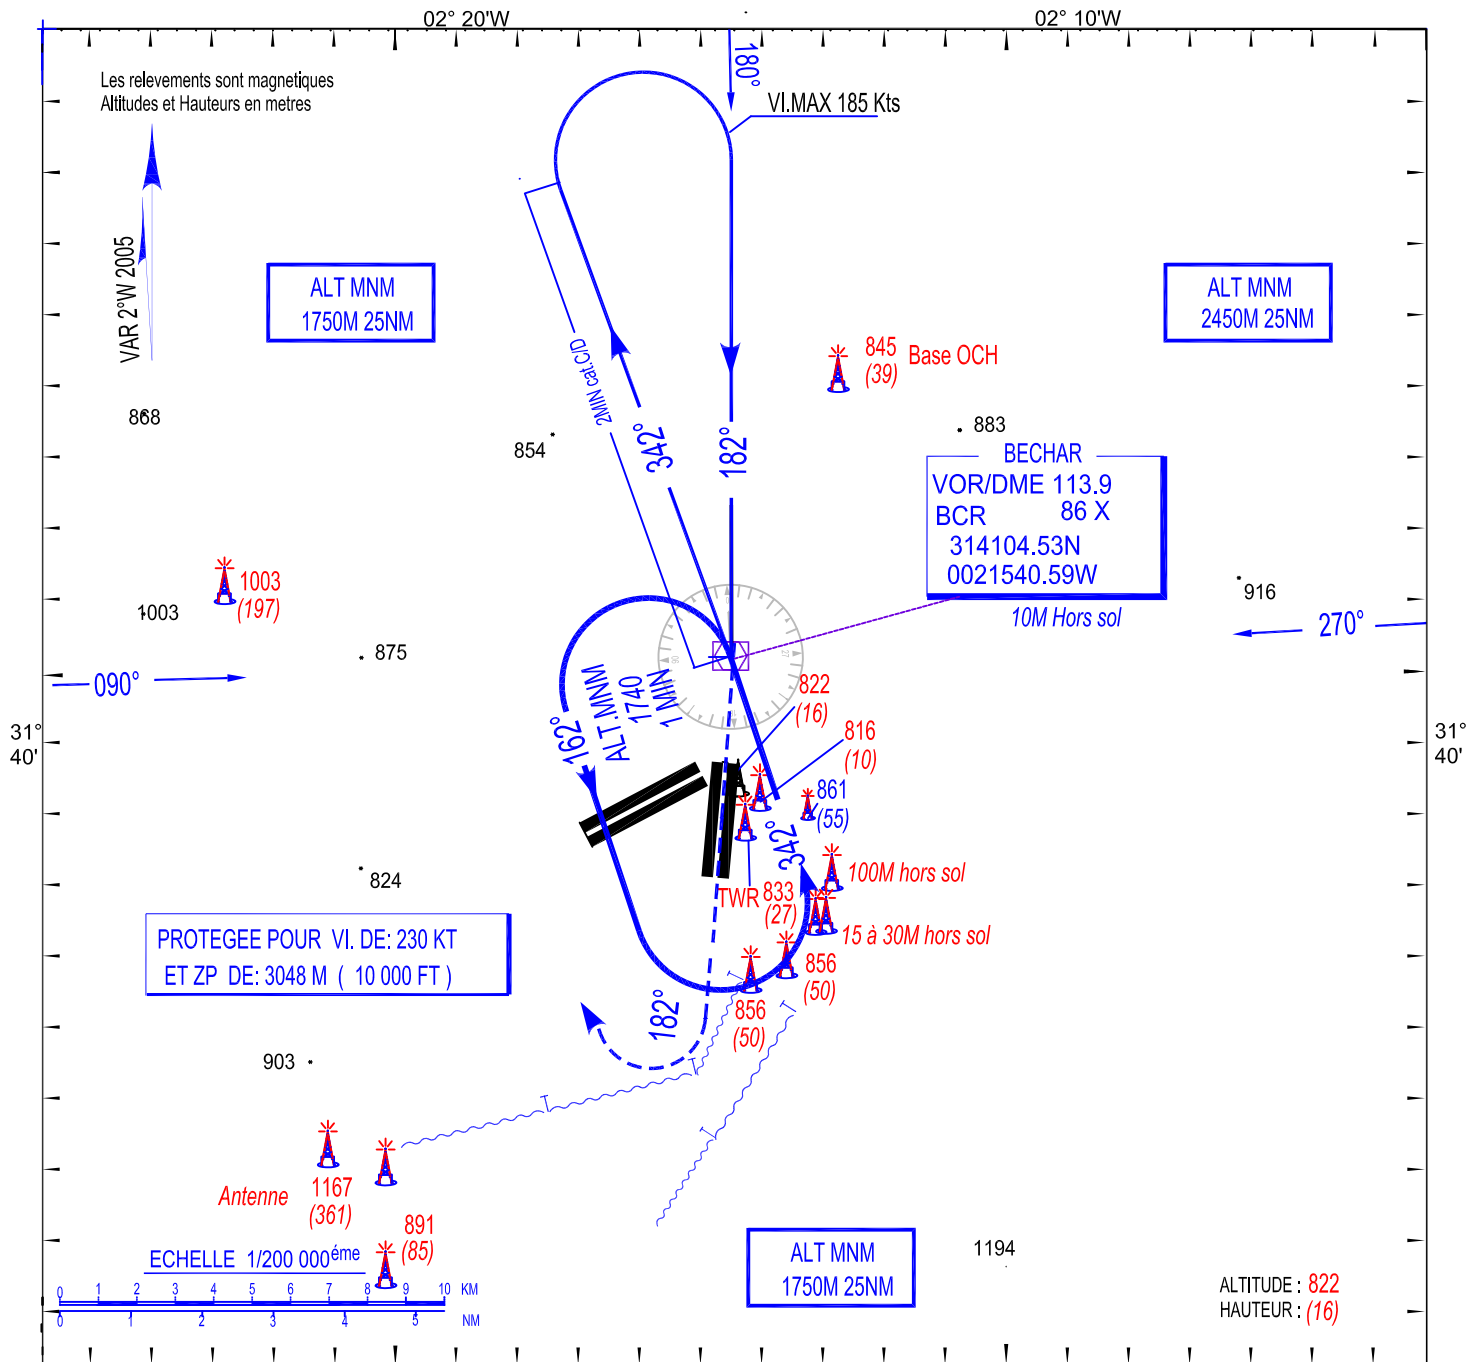 02° 20'W
02° 10'W
Les relevements sont magnetiques
Altitudes et Hauteurs en metres
180°
VI.MAX 185 Kts
VAR 2°W 2005
ALT MNM
1750M 25NM
ALT MNM
2450M 25NM
2MIN cat.C/D
845
(39)
Base OCH
868
854
342°
182°
883
BECHAR
VOR/DME 113.9
BCR 86 X
314104.53N
0021540.59W
10M Hors sol
1003
(197)
1003
916
270°
875
090°
31°
40'
31°
40'
162°
ALT.MNM
1740
1 MIN
822
(16)
816
(10)
861
(55)
342°
100M hors sol
TWR 833
(27)
15 à 30M hors sol
824
856
(50)
856
(50)
PROTEGEE POUR VI. DE: 230 KT
ET ZP DE: 3048 M ( 10 000 FT )
182°
903
Antenne
1167
(361)
891
(85)
ECHELLE 1/200 000éme
0 1 2 3 4 5 6 7 8 9 10 KM
0 1 2 3 4 5 NM
ALT MNM
1750M 25NM
1194
ALTITUDE : 822
HAUTEUR : (16)